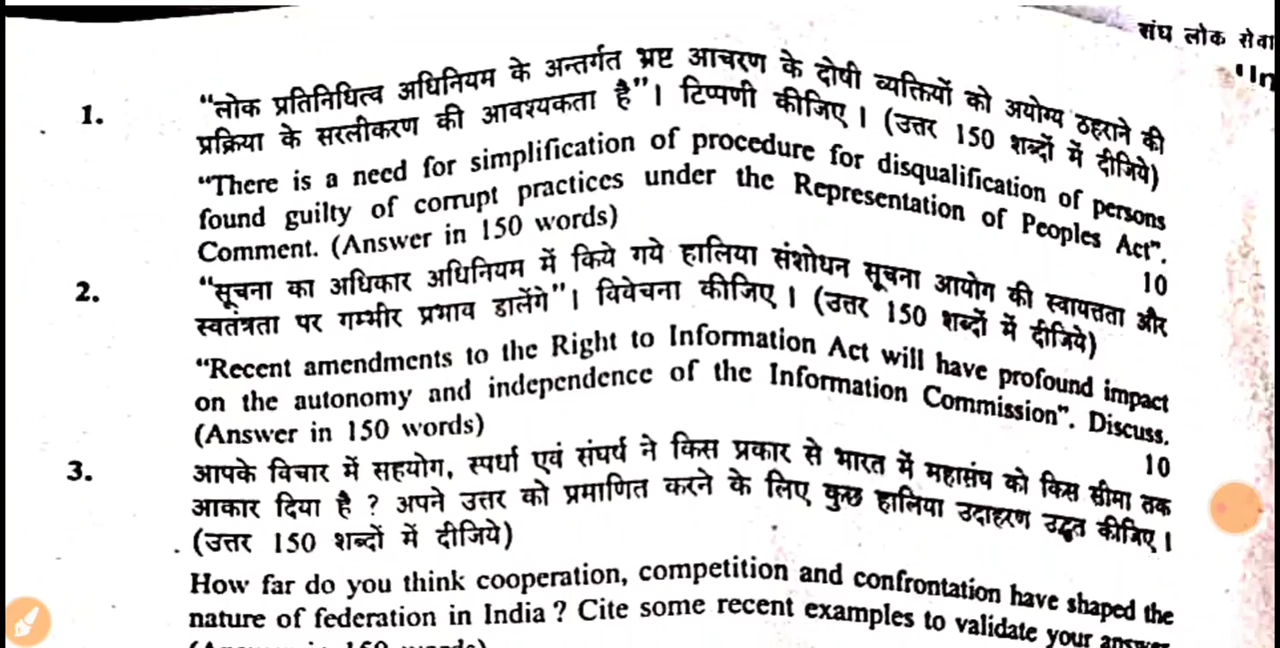 संघ लोक सेवा
"In
1. "लोक प्रतिनिधित्व अधिनियम के अन्तर्गत भ्रष्ट आचरण के दोषी व्यक्तियों को अयोग्य ठहराने की
प्रक्रिया के सरलीकरण की आवश्यकता है"। टिप्पणी कीजिए। (उत्तर 150 शब्दों में दीजिये)
"There is a need for simplification of procedure for disqualification of persons
found guilty of corrupt practices under the Representation of Peoples Act".
Comment. (Answer in 150 words)
10
2. "सूचना का अधिकार अधिनियम में किये गये हालिया संशोधन सूचना आयोग की स्वायत्तता और
स्वतंत्रता पर गम्भीर प्रभाव डालेंगे"। विवेचना कीजिए। (उत्तर 150 शब्दों में दीजिये)
"Recent amendments to the Right to Information Act will have profound impact
on the autonomy and independence of the Information Commission". Discuss.
(Answer in 150 words)
10
3. आपके विचार में सहयोग, स्पर्धा एवं संघर्ष ने किस प्रकार से भारत में महासंघ को किस सीमा तक
आकार दिया है ? अपने उत्तर को प्रमाणित करने के लिए कुछ हालिया उदाहरण उद्धृत कीजिए।
(उत्तर 150 शब्दों में दीजिये)
How far do you think cooperation, competition and confrontation have shaped the
nature of federation in India ? Cite some recent examples to validate your answer